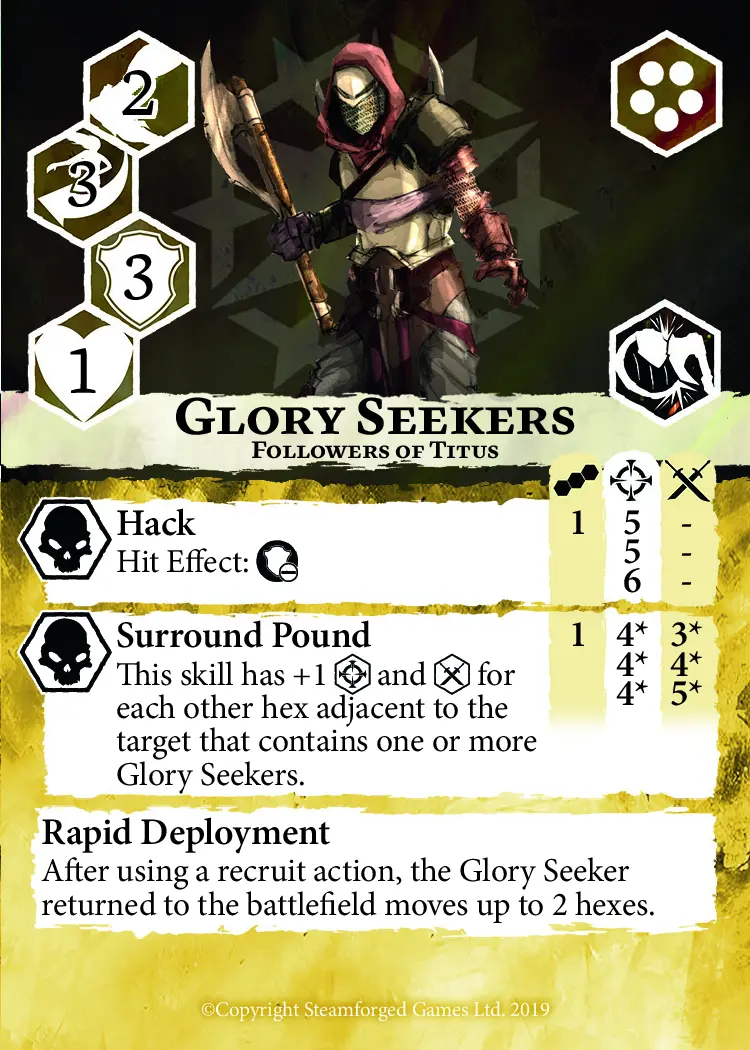 2
3
3
1
Glory Seekers
Followers of Titus
Hack 1 5 -
Hit Effect: 5 -
6 -
Surround Pound 1 4* 3*
This skill has +1 and for 4* 4*
each other hex adjacent to the 4* 5*
target that contains one or more
Glory Seekers.
Rapid Deployment
After using a recruit action, the Glory Seeker
returned to the battlefield moves up to 2 hexes.
©Copyright Steamforged Games Ltd. 2019